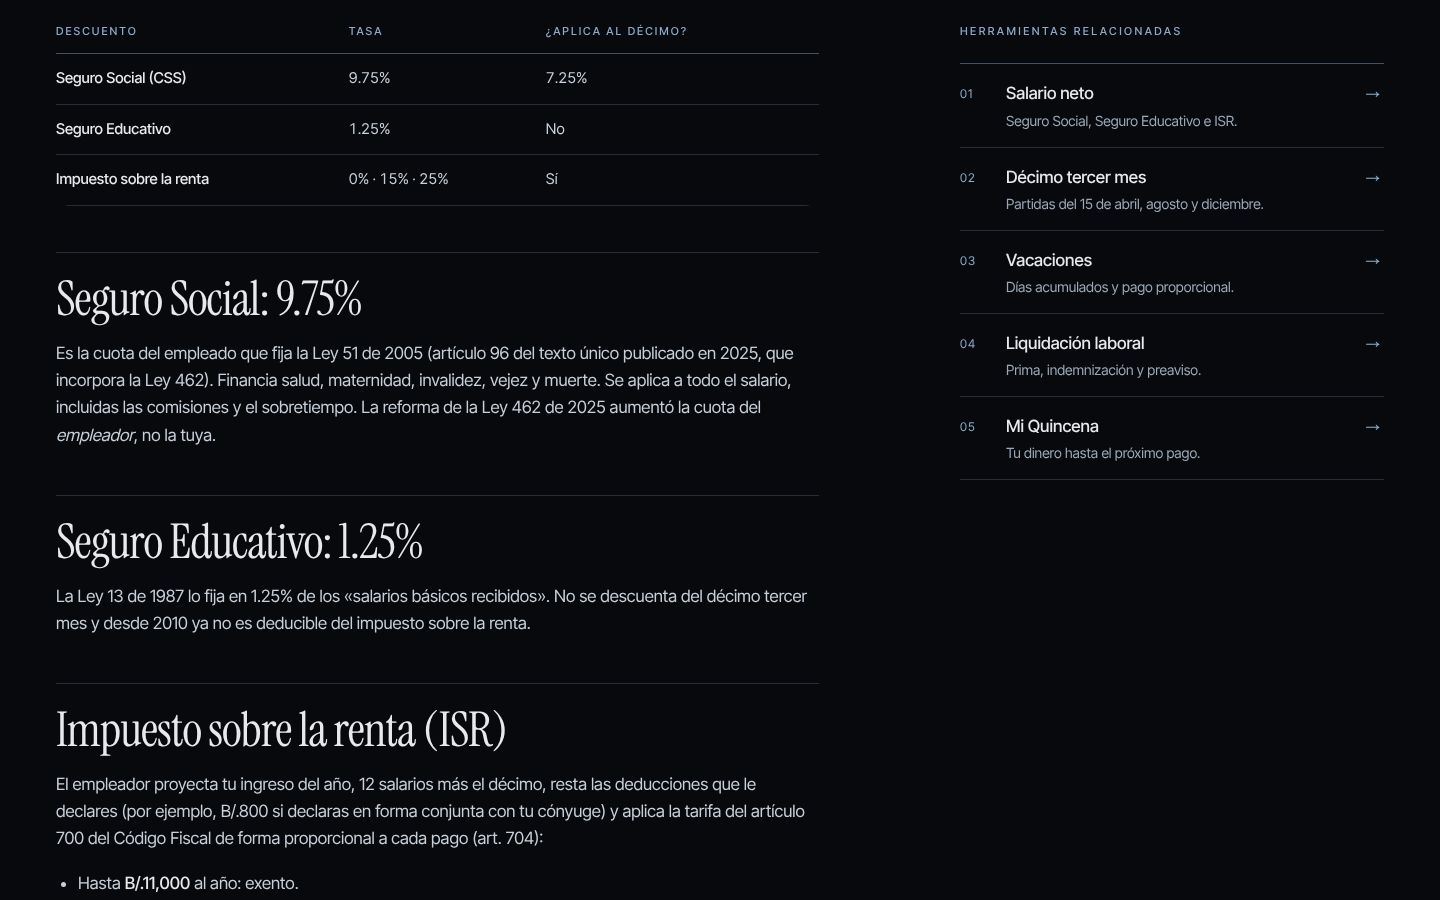 DESCUENTO TASA ¿APLICA AL DÉCIMO?
Seguro Social (CSS) 9.75% 7.25%
Seguro Educativo 1.25% No
Impuesto sobre la renta 0% · 15% · 25% Sí
Seguro Social: 9.75%
Es la cuota del empleado que fija la Ley 51 de 2005 (artículo 96 del texto único publicado en 2025, que
incorpora la Ley 462). Financia salud, maternidad, invalidez, vejez y muerte. Se aplica a todo el salario,
incluidas las comisiones y el sobretiempo. La reforma de la Ley 462 de 2025 aumentó la cuota del
empleador, no la tuya.
Seguro Educativo: 1.25%
La Ley 13 de 1987 lo fija en 1.25% de los «salarios básicos recibidos». No se descuenta del décimo tercer
mes y desde 2010 ya no es deducible del impuesto sobre la renta.
Impuesto sobre la renta (ISR)
El empleador proyecta tu ingreso del año, 12 salarios más el décimo, resta las deducciones que le
declares (por ejemplo, B/.800 si declaras en forma conjunta con tu cónyuge) y aplica la tarifa del artículo
700 del Código Fiscal de forma proporcional a cada pago (art. 704):
• Hasta B/.11,000 al año: exento.
HERRAMIENTAS RELACIONADAS
01 Salario neto →
Seguro Social, Seguro Educativo e ISR.
02 Décimo tercer mes →
Partidas del 15 de abril, agosto y diciembre.
03 Vacaciones →
Días acumulados y pago proporcional.
04 Liquidación laboral →
Prima, indemnización y preaviso.
05 Mi Quincena →
Tu dinero hasta el próximo pago.